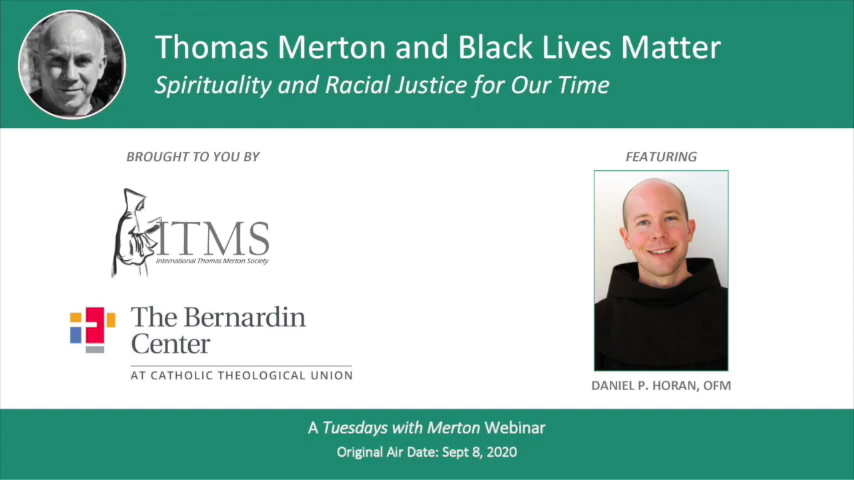 Thomas Merton and Black Lives Matter
Spirituality and Racial Justice for Our Time
BROUGHT TO YOU BY
ITMS
International Thomas Merton Society
The Bernardin
Center
AT CATHOLIC THEOLOGICAL UNION
FEATURING
DANIEL P. HORAN, OFM
A Tuesdays with Merton Webinar
Original Air Date: Sept 8, 2020